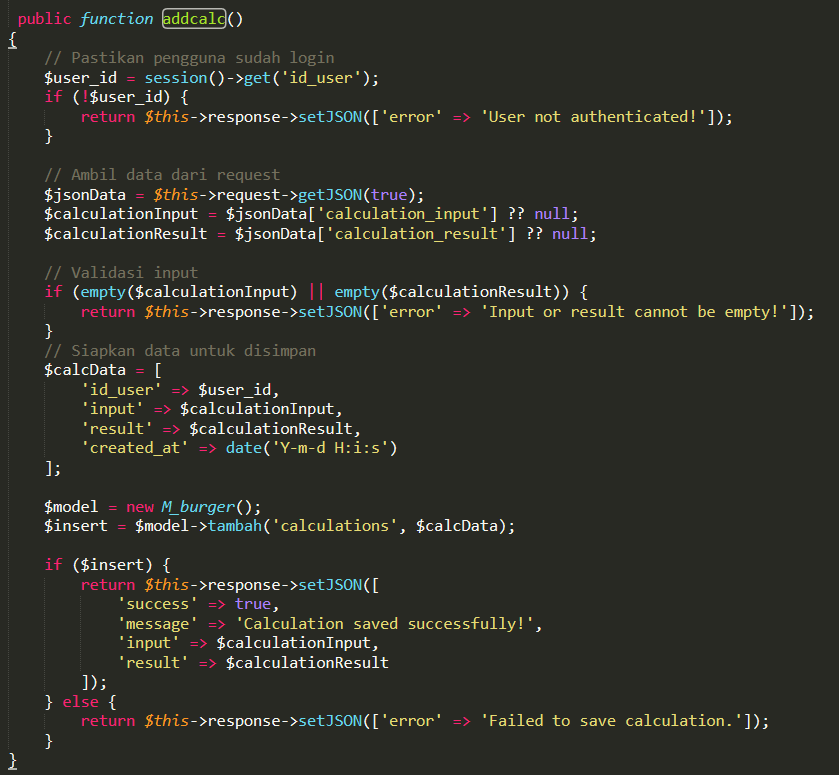 public function addcalc()
{
    // Pastikan pengguna sudah login
    $user_id = session()->get('id_user');
    if (!$user_id) {
        return $this->response->setJSON(['error' => 'User not authenticated!']);
    }

    // Ambil data dari request
    $jsonData = $this->request->getJSON(true);
    $calculationInput = $jsonData['calculation_input'] ?? null;
    $calculationResult = $jsonData['calculation_result'] ?? null;

    // Validasi input
    if (empty($calculationInput) || empty($calculationResult)) {
        return $this->response->setJSON(['error' => 'Input or result cannot be empty!']);
    }
    // Siapkan data untuk disimpan
    $calcData = [
        'id_user' => $user_id,
        'input' => $calculationInput,
        'result' => $calculationResult,
        'created_at' => date('Y-m-d H:i:s')
    ];

    $model = new M_burger();
    $insert = $model->tambah('calculations', $calcData);

    if ($insert) {
        return $this->response->setJSON([
            'success' => true,
            'message' => 'Calculation saved successfully!',
            'input' => $calculationInput,
            'result' => $calculationResult
        ]);
    } else {
        return $this->response->setJSON(['error' => 'Failed to save calculation.']);
    }
}